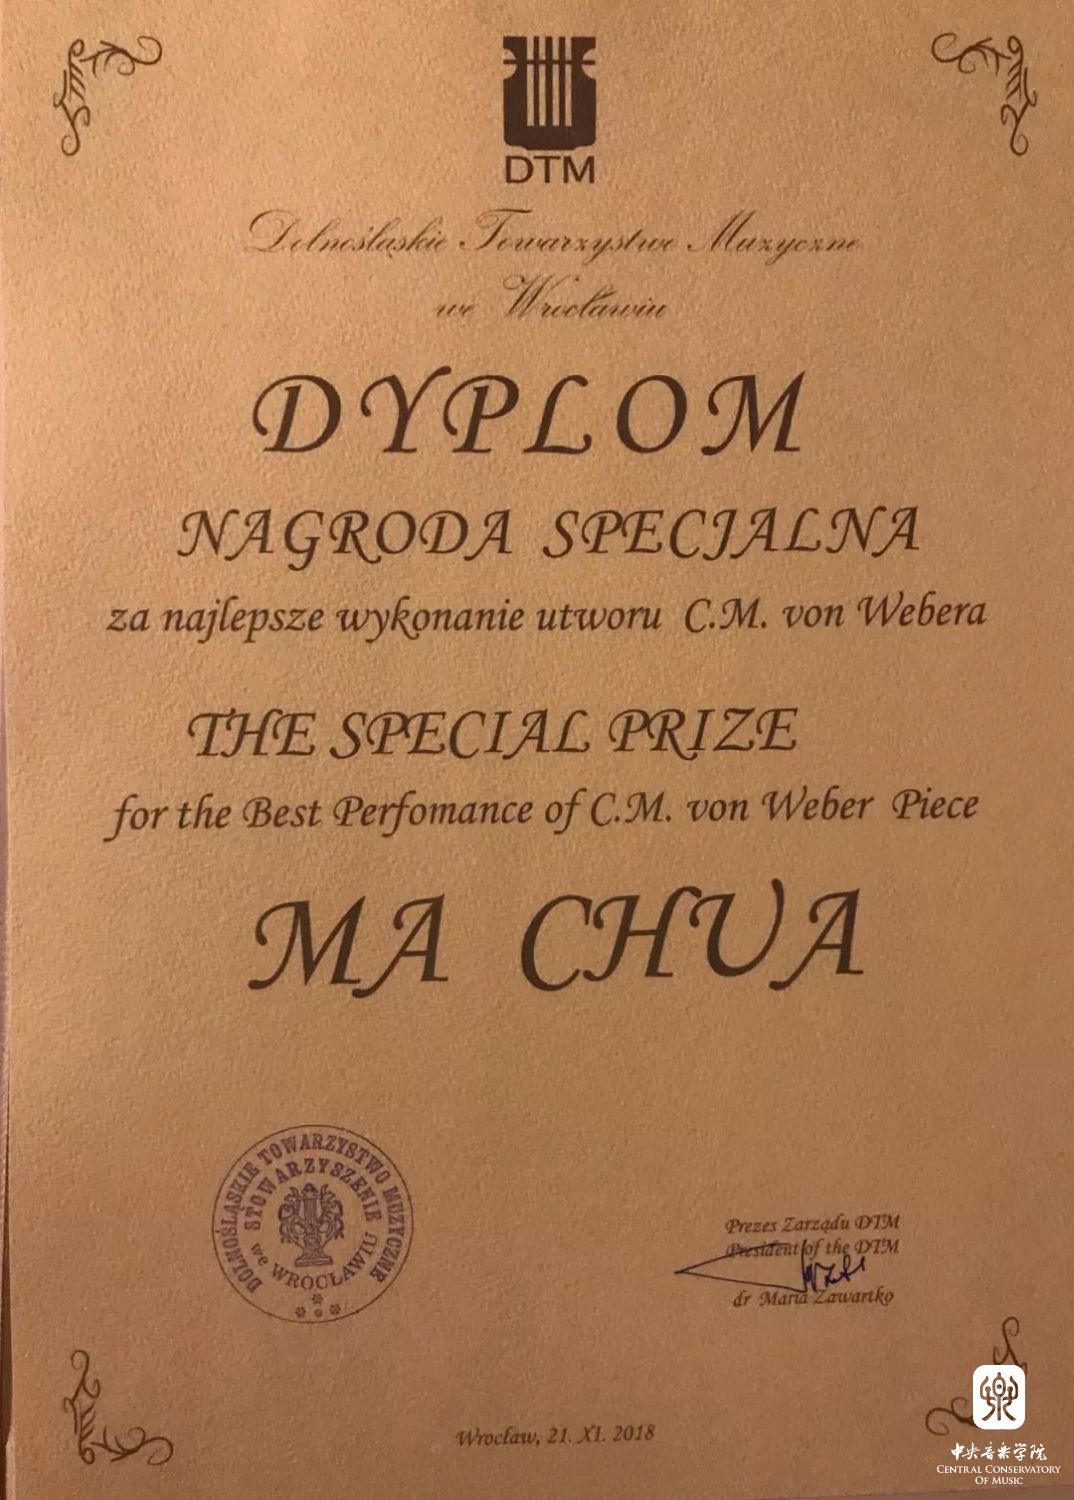 DTM
Dolnośląskie Towarzystwo Muzyczne
we Wrocławiu
DYPLOM
NAGRODA SPECJALNA
za najlepsze wykonanie utworu C.M. von Webera
THE SPECIAL PRIZE
for the Best Perfomance of C.M. von Weber Piece
MA CHUA
DOLNOŚLĄSKIE TOWARZYSTWO MUZYCZNE
STOWARZYSZENIE
we WROCŁAWIU
Prezes Zarządu DTM
President of the DTM
dr Maria Zawartko
Wrocław, 21. XI. 2018
中央音乐学院
CENTRAL CONSERVATORY
OF MUSIC